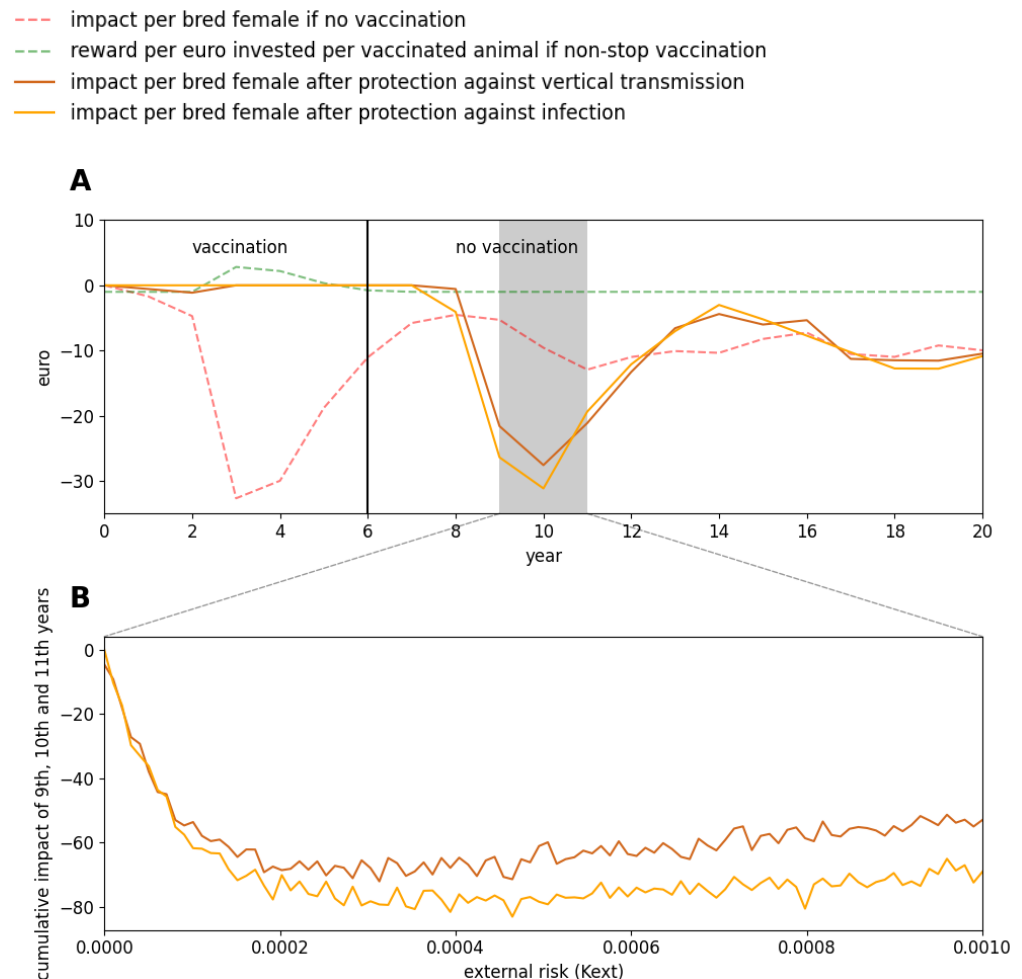 impact per bred female if no vaccination
reward per euro invested per vaccinated animal if non-stop vaccination
impact per bred female after protection against vertical transmission
impact per bred female after protection against infection
A
10
0
−10
−20
−30
euro
vaccination
no vaccination
0 2 4 6 8 10 12 14 16 18 20
year
B
0
−20
−40
−60
−80
cumulative impact of 9th, 10th and 11th years
0.0000 0.0002 0.0004 0.0006 0.0008 0.0010
external risk (Kext)